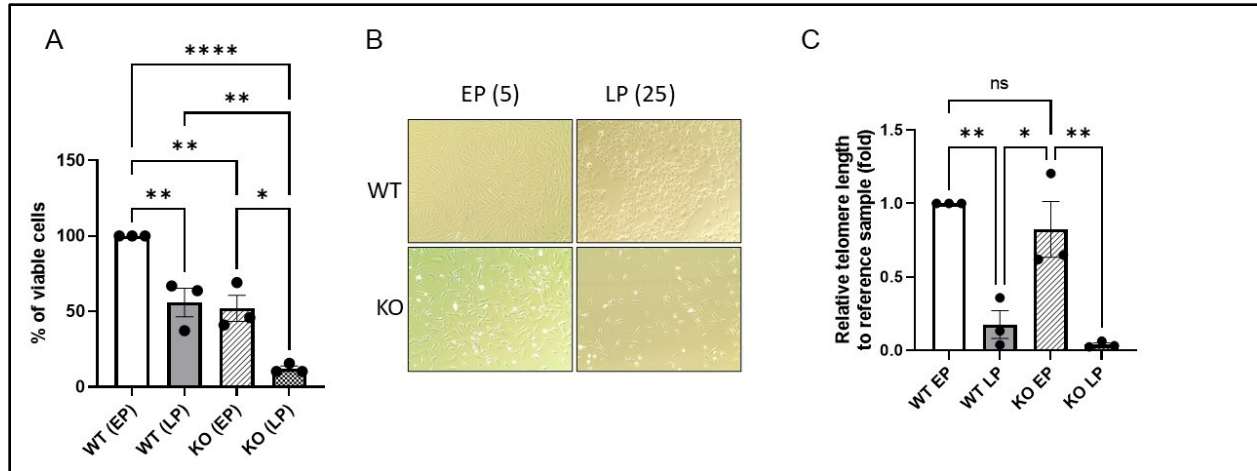 A
****
**
**
**
*
% of viable cells
150
100
50
0
WT (EP)
WT (LP)
KO (EP)
KO (LP)
B
EP (5)
LP (25)
WT
KO
C
ns
**
*
**
Relative telomere length
to reference sample (fold)
1.5
1.0
0.5
0.0
WT EP
WT LP
KO EP
KO LP